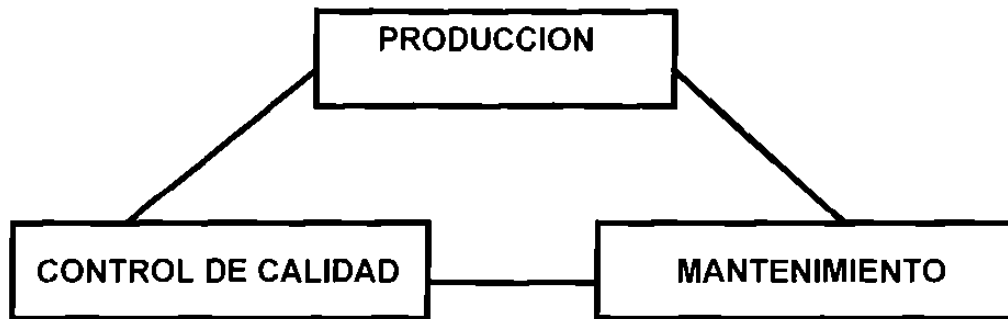 PRODUCCION
CONTROL DE CALIDAD
MANTENIMIENTO